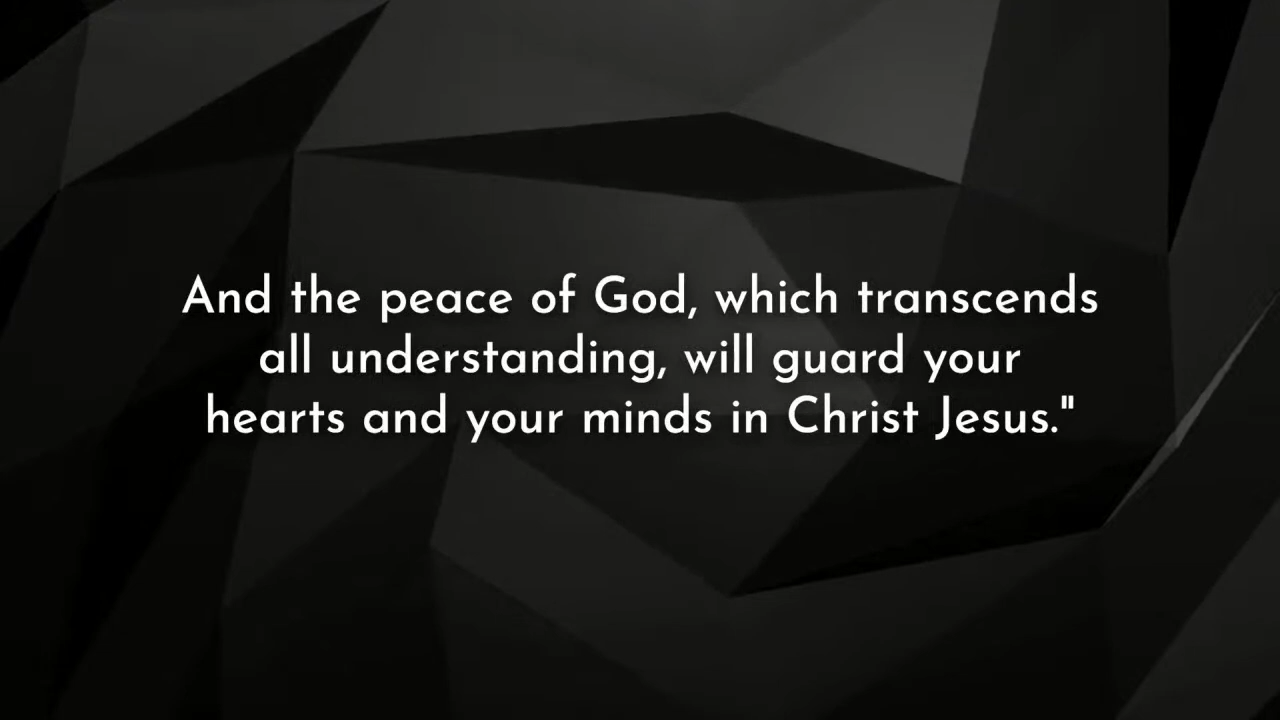 And the peace of God, which transcends
all understanding, will guard your
hearts and your minds in Christ Jesus."